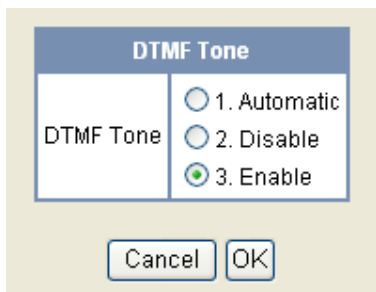 DTMF Tone
DTMF Tone
1. Automatic
2. Disable
3. Enable
Cancel OK